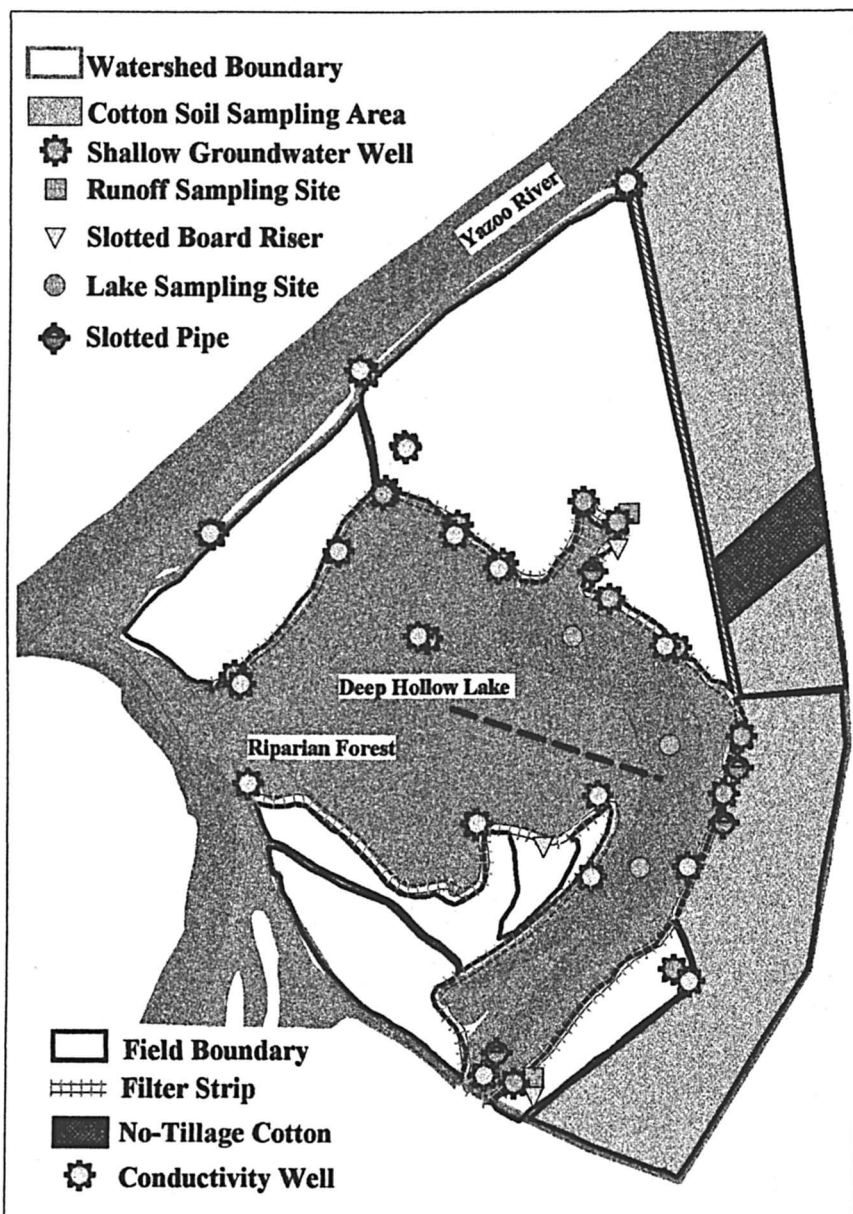 Watershed Boundary
Cotton Soil Sampling Area
Shallow Groundwater Well
Runoff Sampling Site
Slotted Board Riser
Lake Sampling Site
Slotted Pipe
Yazoo River
Deep Hollow Lake
Riparian Forest
Field Boundary
Filter Strip
No-Tillage Cotton
Conductivity Well